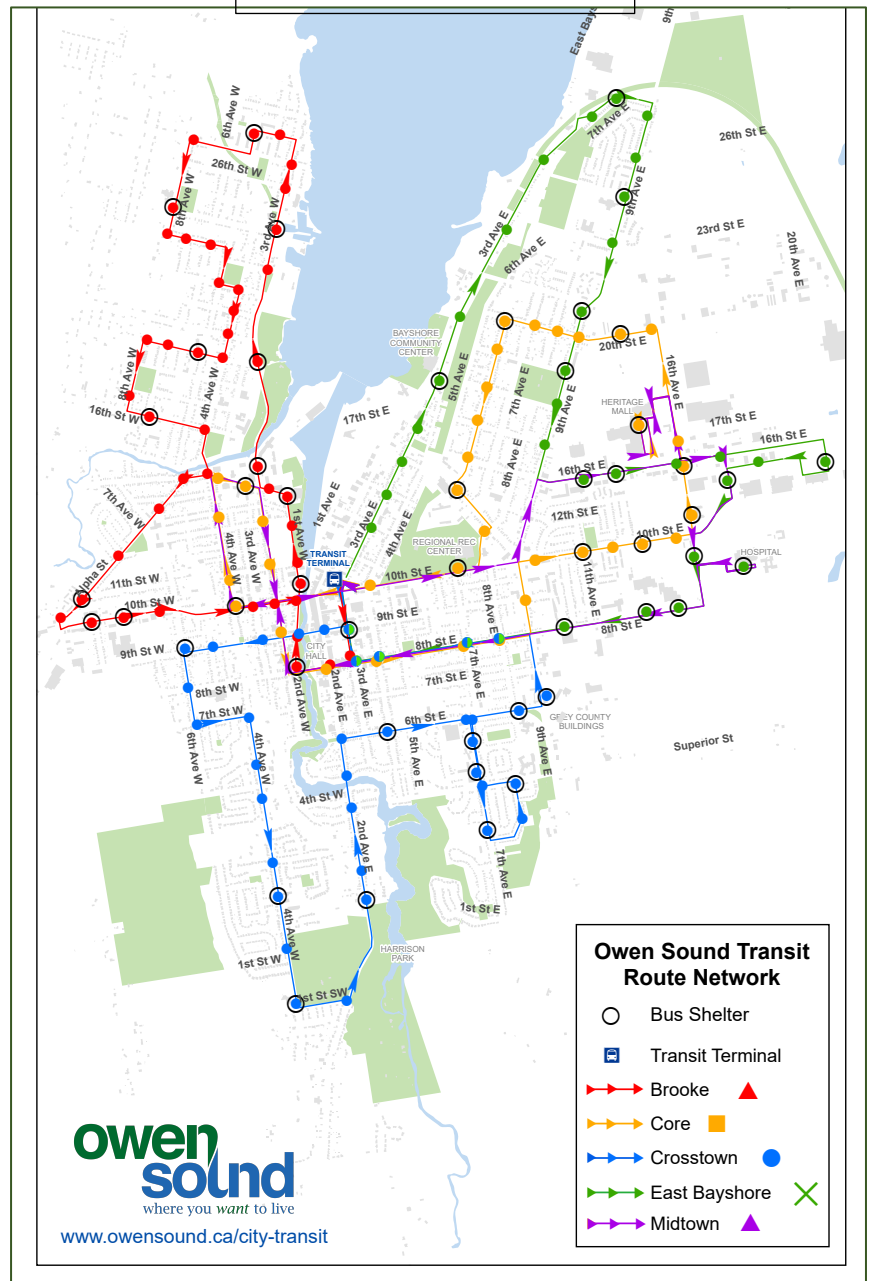 East Bays
9th
6th Ave W
26th St W
8th Ave W
3rd Ave W
7th Ave E
26th St E
9th Ave E
3rd Ave E
6th Ave E
23rd St E
20th Ave E
BAYSHORE
COMMUNITY
CENTER
20th St E
8th Ave W
4th Ave W
16th St W
5th Ave E
7th Ave E
9th Ave E
16th Ave E
HERITAGE
MALL
17th St E
17th St E
16th St E
16th St E
8th Ave E
7th Ave W
1st Ave E
3rd Ave E
4th Ave E
12th St E
10th St E
REGIONAL REC
CENTER
4th Ave W
3rd Ave W
1st Ave W
TRANSIT
TERMINAL
HOSPITAL
Alpha St
11th St W
10th St W
10th St E
8th Ave E
11th Ave E
9th St E
8th St E
8th St E
9th St W
CITY
HALL
7th St E
7th Ave E
8th St W
7th St W
2nd Ave W
2nd Ave E
3rd Ave E
6th Ave W
4th Ave W
6th St E
5th Ave E
9th Ave E
GREY COUNTY
BUILDINGS
Superior St
4th St W
2nd Ave E
7th Ave E
1st St E
4th Ave W
1st St W
HARRISON
PARK
1st St SW
Owen Sound Transit
Route Network
Bus Shelter
Transit Terminal
Brooke
Core
Crosstown
East Bayshore
Midtown
owen
sound
where you want to live
www.owensound.ca/city-transit